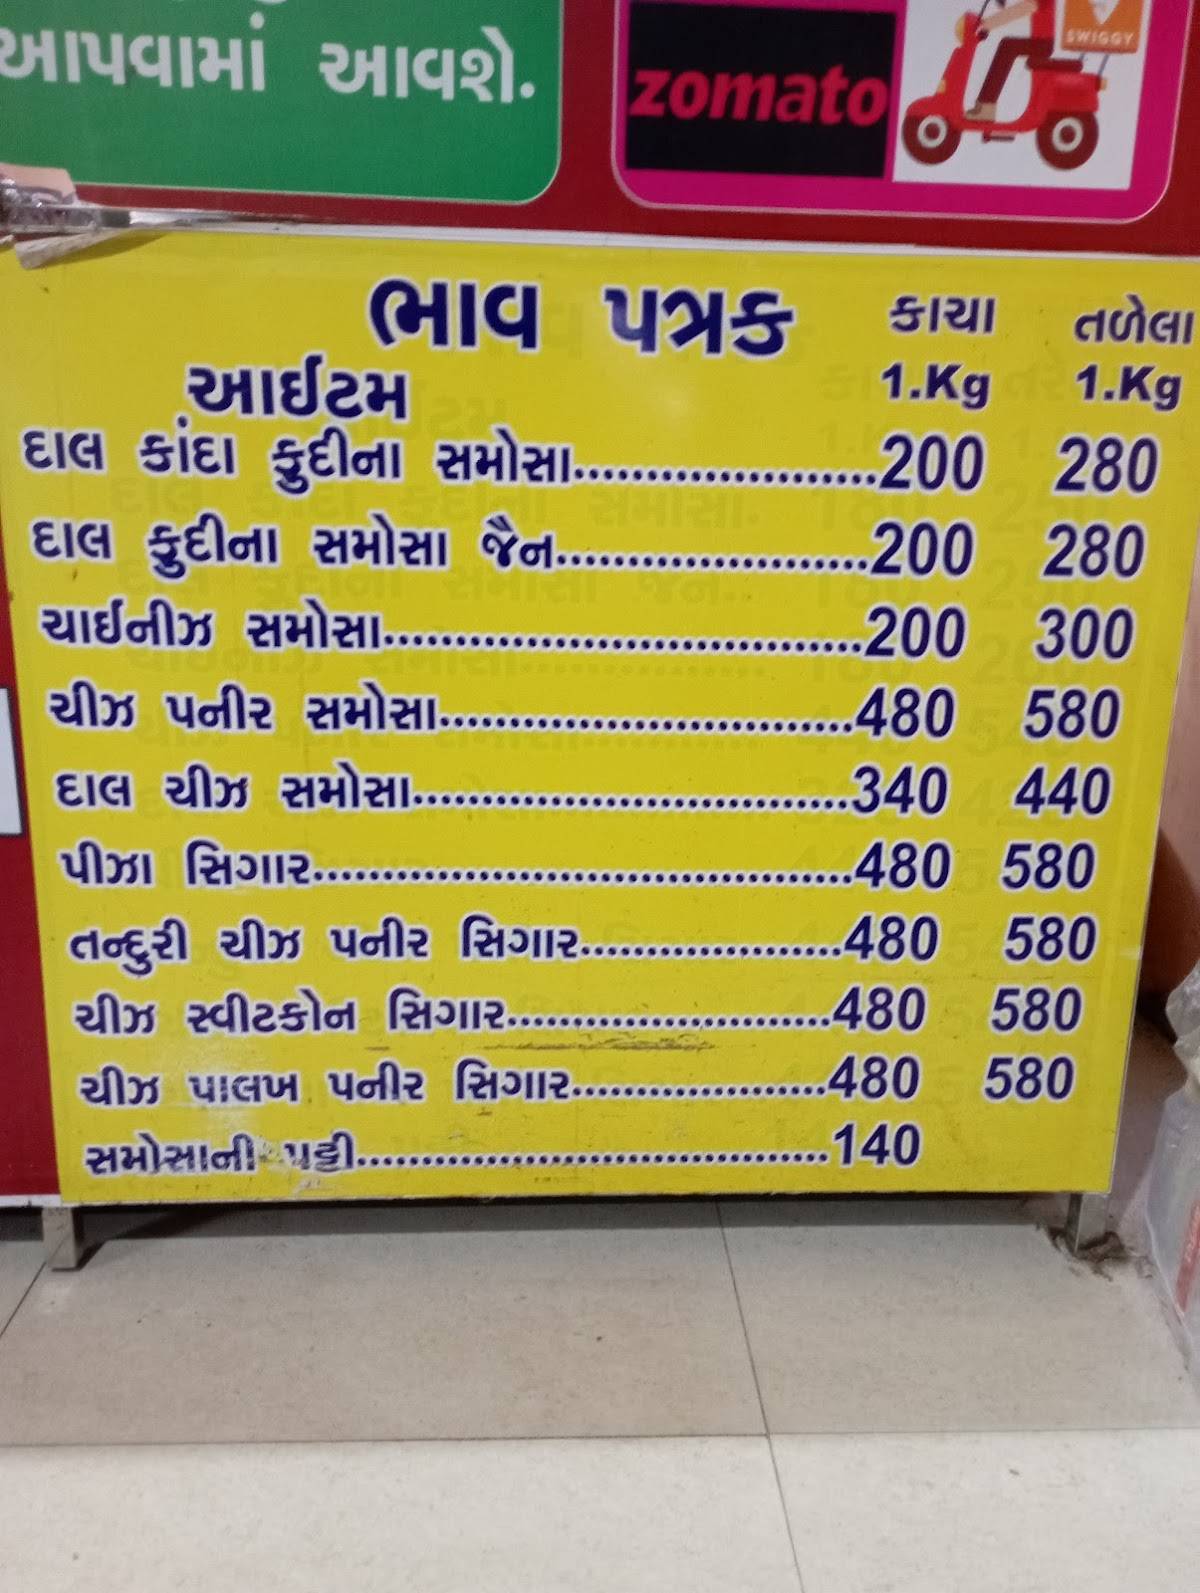 આપવામાં આવશે.
zomato
SWIGGY
ભાવ પત્રક કાચા તળેલા
આઈટમ 1.Kg 1.Kg
દાલ કાંદા ફુદીના સમોસા.....................200 280
દાલ ફુદીના સમોસા જૈન......................200 280
ચાઈનીઝ સમોસા.................................200 300
ચીઝ પનીર સમોસા.............................480 580
દાલ ચીઝ સમોસા...............................340 440
પીઝા સિગાર......................................480 580
તન્દુરી ચીઝ પનીર સિગાર...................480 580
ચીઝ સ્વીટકોન સિગાર........................480 580
ચીઝ પાલખ પનીર સિગાર...................480 580
સમોસાની પટ્ટી...................................140